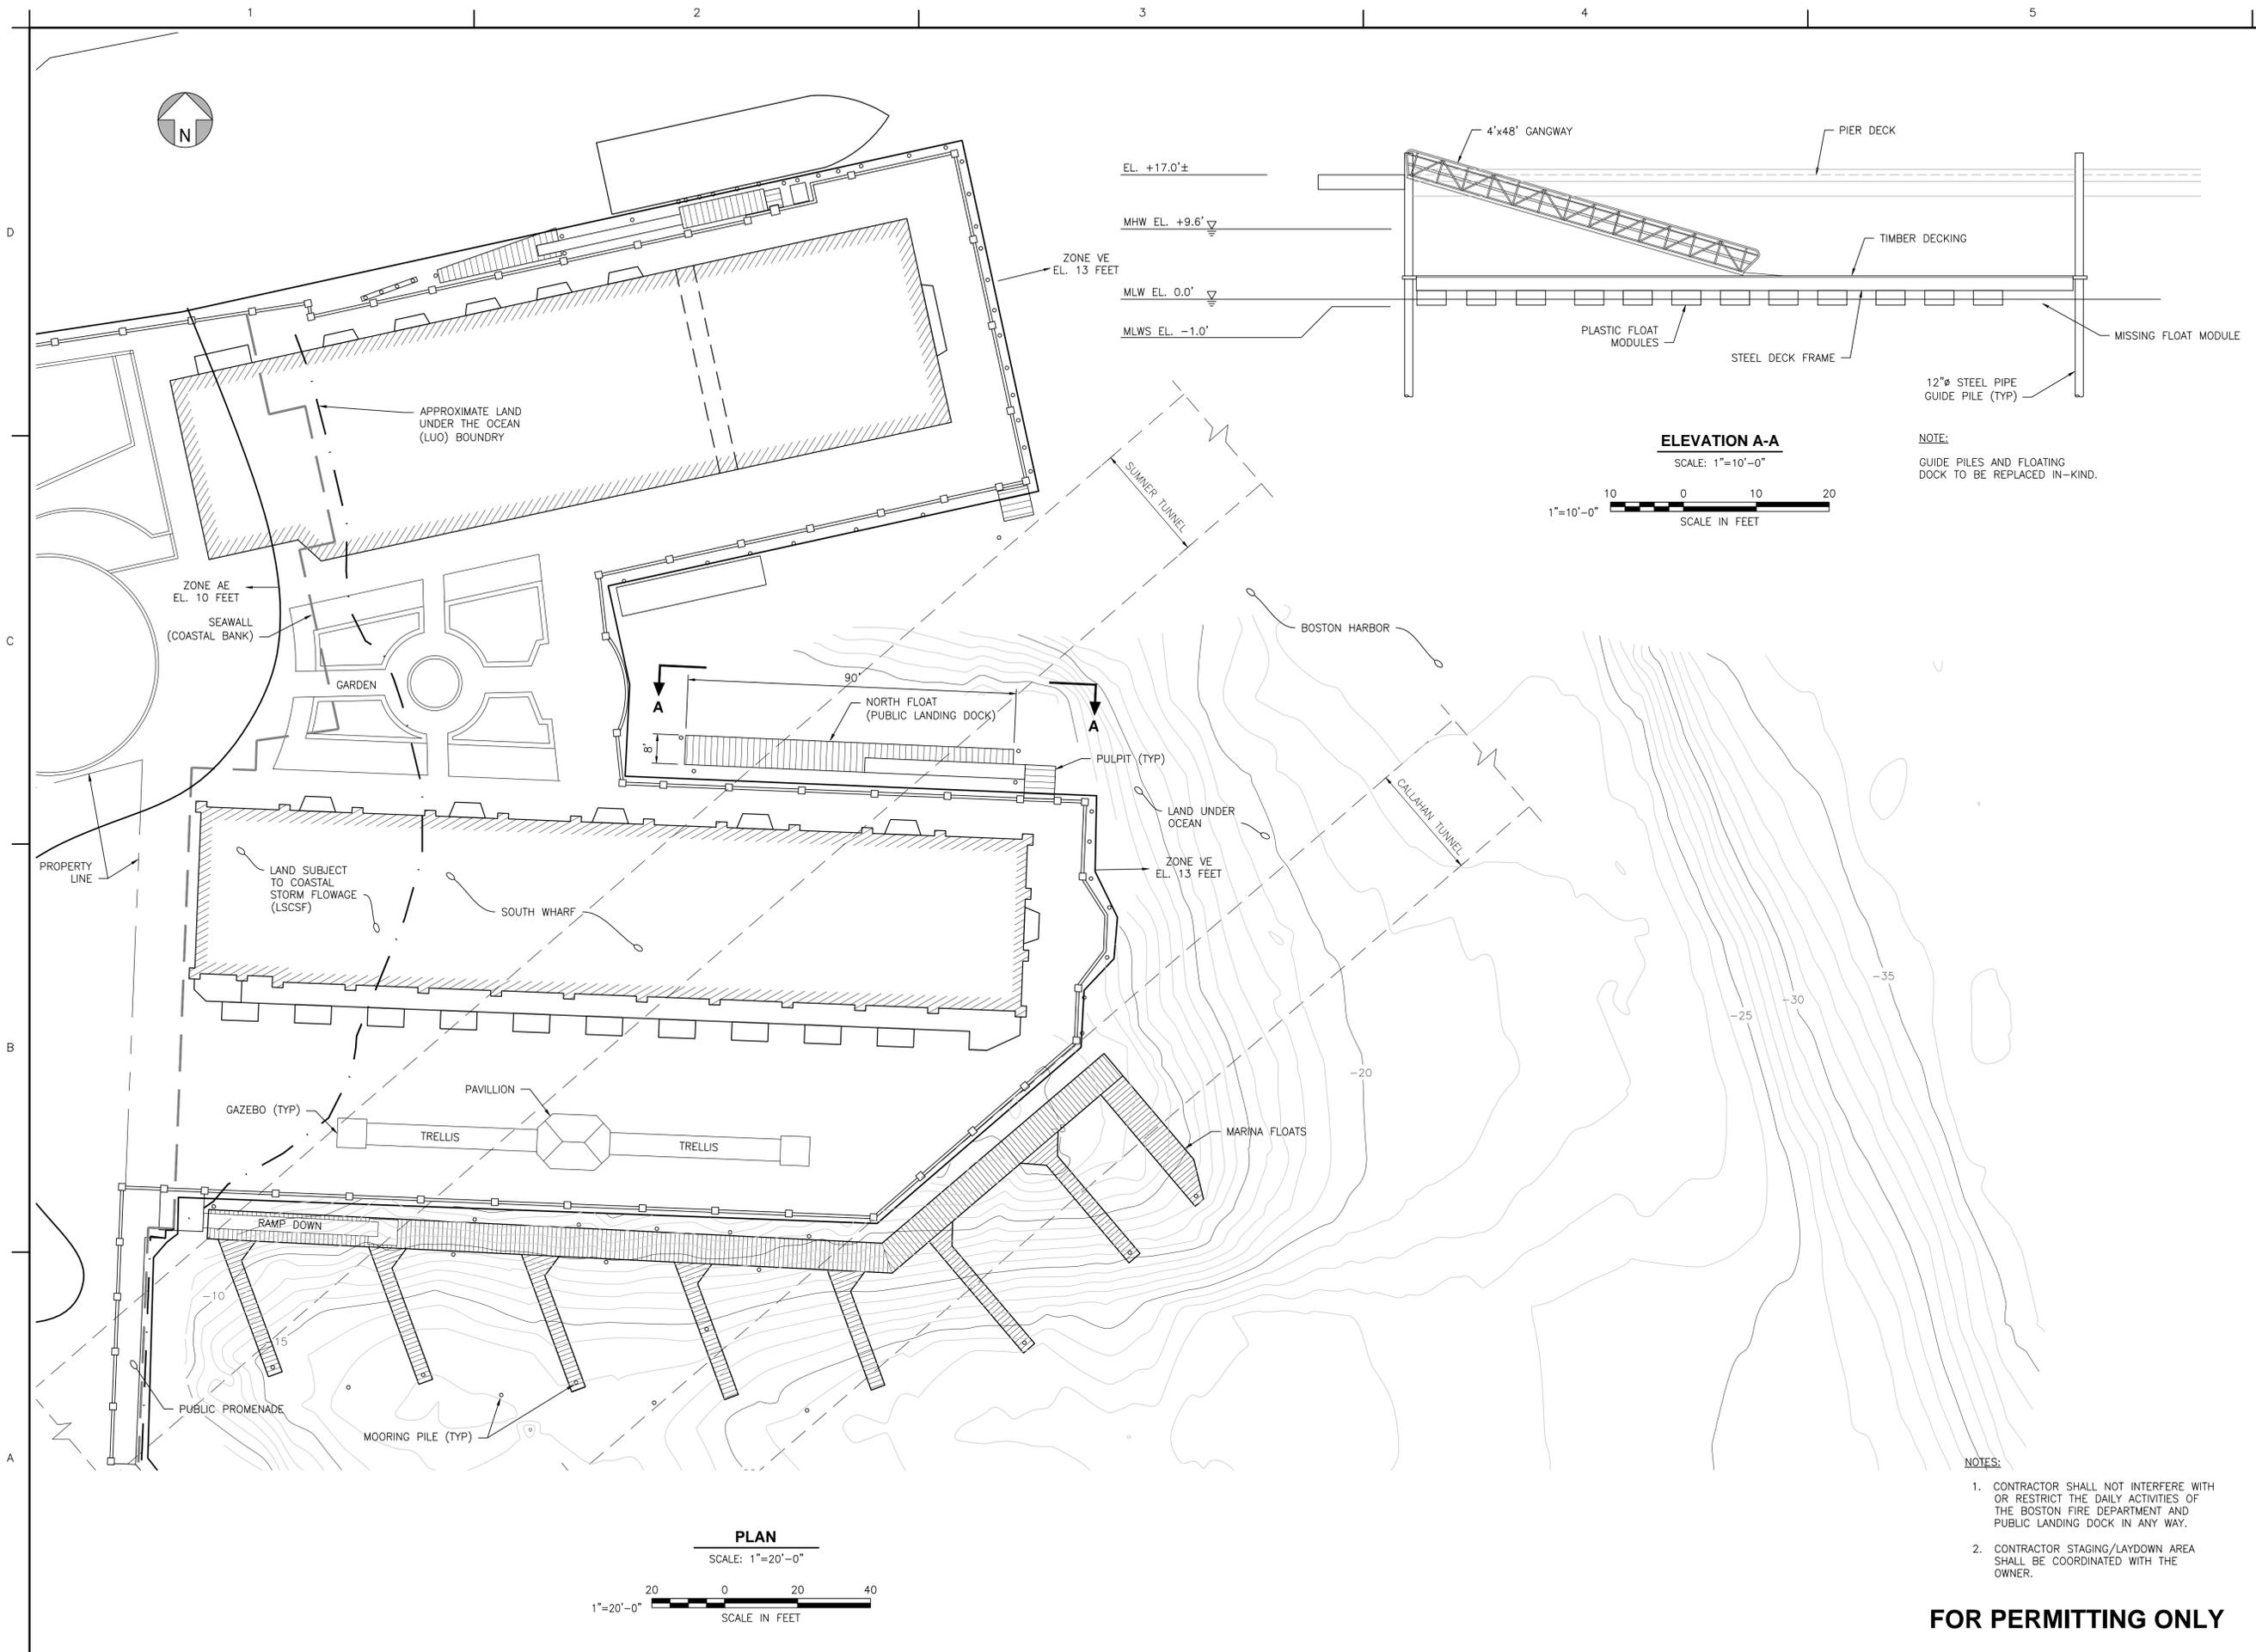 1
2
3
4
5
D
C
B
A
N
ZONE VE
EL. 13 FEET
APPROXIMATE LAND
UNDER THE OCEAN
(LUO) BOUNDRY
ZONE AE
EL. 10 FEET
SEAWALL
(COASTAL BANK)
GARDEN
SUMNER TUNNEL
BOSTON HARBOR
A
A
90'
NORTH FLOAT
(PUBLIC LANDING DOCK)
8'
PULPIT (TYP)
LAND UNDER
OCEAN
CALLAHAN TUNNEL
ZONE VE
EL. 13 FEET
PROPERTY
LINE
LAND SUBJECT
TO COASTAL
STORM FLOWAGE
(LSCSF)
SOUTH WHARF
-35
-30
-25
-20
PAVILLION
GAZEBO (TYP)
TRELLIS
TRELLIS
MARINA FLOATS
RAMP DOWN
-10
-15
PUBLIC PROMENADE
MOORING PILE (TYP)
PLAN
SCALE: 1"=20'-0"
20 0 20 40
1"=20'-0"
SCALE IN FEET
4'x48' GANGWAY
PIER DECK
EL. +17.0'±
MHW EL. +9.6'
TIMBER DECKING
MLW EL. 0.0'
MLWS EL. -1.0'
PLASTIC FLOAT
MODULES
MISSING FLOAT MODULE
STEEL DECK FRAME
12"ø STEEL PIPE
GUIDE PILE (TYP)
ELEVATION A-A
SCALE: 1"=10'-0"
10 0 10 20
1"=10'-0"
SCALE IN FEET
NOTE:
GUIDE PILES AND FLOATING
DOCK TO BE REPLACED IN-KIND.
NOTES:
1. CONTRACTOR SHALL NOT INTERFERE WITH
OR RESTRICT THE DAILY ACTIVITIES OF
THE BOSTON FIRE DEPARTMENT AND
PUBLIC LANDING DOCK IN ANY WAY.
2. CONTRACTOR STAGING/LAYDOWN AREA
SHALL BE COORDINATED WITH THE
OWNER.
FOR PERMITTING ONLY